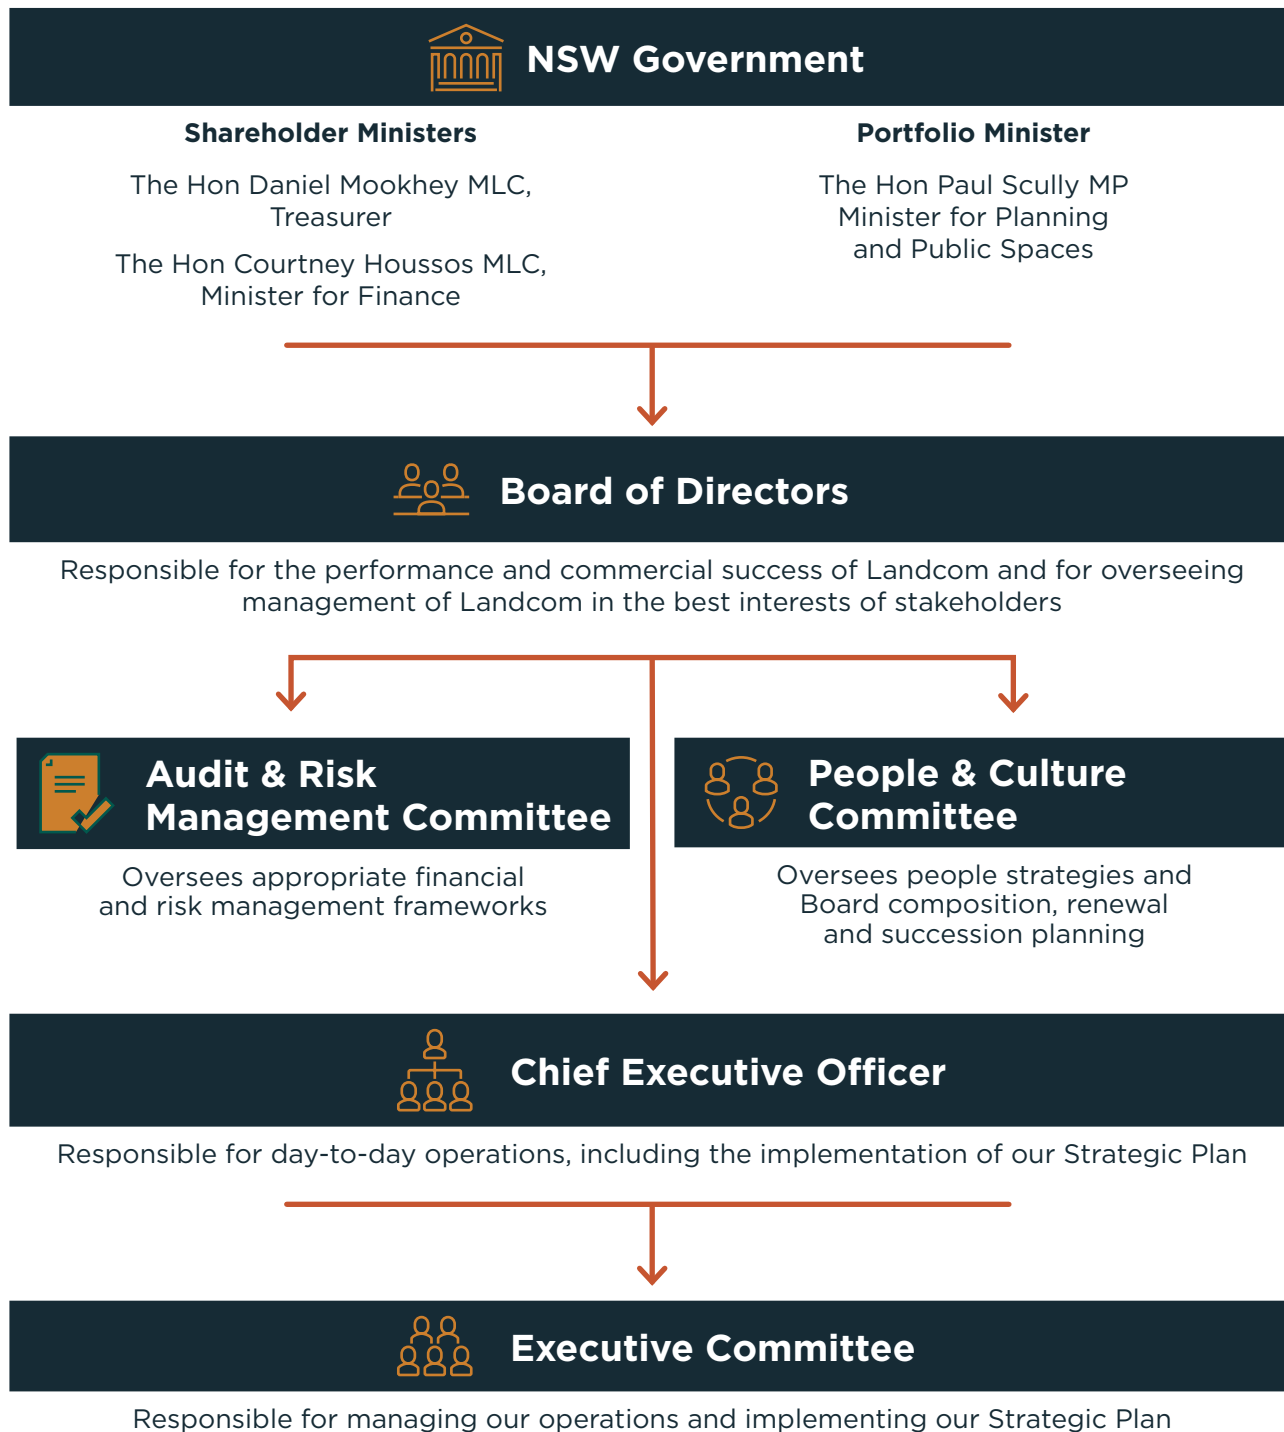 NSW Government
Shareholder Ministers
The Hon Daniel Mookhey MLC,
Treasurer
The Hon Courtney Houssos MLC,
Minister for Finance
Portfolio Minister
The Hon Paul Scully MP
Minister for Planning
and Public Spaces
Board of Directors
Responsible for the performance and commercial success of Landcom and for overseeing
management of Landcom in the best interests of stakeholders
Audit & Risk
Management Committee
Oversees appropriate financial
and risk management frameworks
People & Culture
Committee
Oversees people strategies and
Board composition, renewal
and succession planning
Chief Executive Officer
Responsible for day-to-day operations, including the implementation of our Strategic Plan
Executive Committee
Responsible for managing our operations and implementing our Strategic Plan